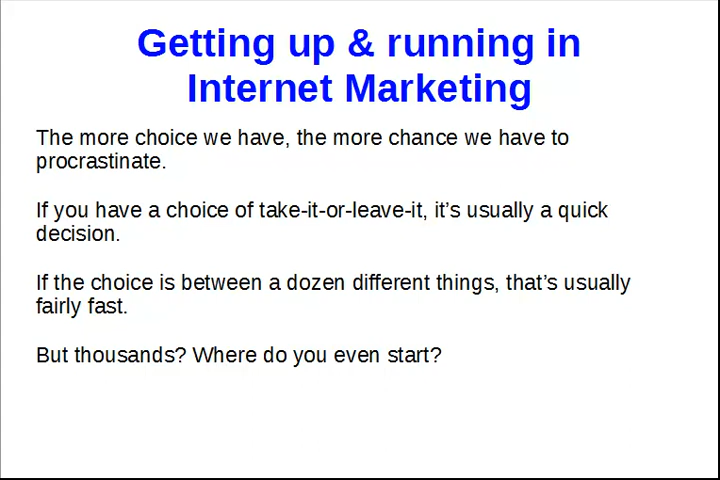 Getting up & running in
Internet Marketing
The more choice we have, the more chance we have to
procrastinate.
If you have a choice of take-it-or-leave-it, it’s usually a quick
decision.
If the choice is between a dozen different things, that’s usually
fairly fast.
But thousands? Where do you even start?